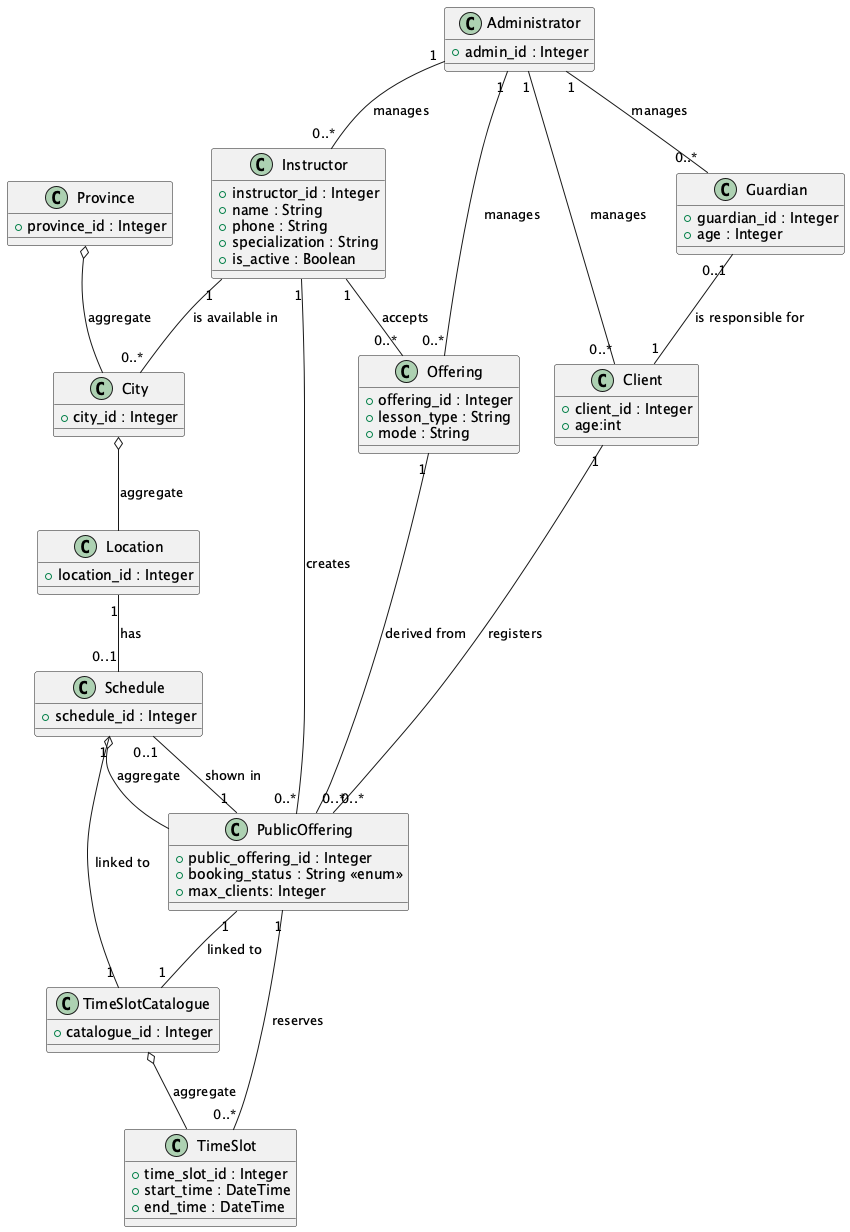 C Administrator
admin_id : Integer
1
1
1
1
manages
manages
0..*
0..*
C Instructor
instructor_id : Integer
name : String
phone : String
specialization : String
is_active : Boolean
C Province
province_id : Integer
C Guardian
guardian_id : Integer
age : Integer
manages
manages
0..1
1
1
1
aggregate
is available in
accepts
is responsible for
0..*
0..*
0..*
0..*
1
C City
city_id : Integer
C Offering
offering_id : Integer
lesson_type : String
mode : String
C Client
client_id : Integer
age:int
1
1
aggregate
C Location
location_id : Integer
creates
1
has
derived from
registers
0..1
C Schedule
schedule_id : Integer
1
0..1
aggregate
shown in
1
0..*
0..*
0..*
C PublicOffering
public_offering_id : Integer
booking_status : String «enum»
max_clients: Integer
linked to
1
1
linked to
1
1
C TimeSlotCatalogue
catalogue_id : Integer
reserves
aggregate
0..*
C TimeSlot
time_slot_id : Integer
start_time : DateTime
end_time : DateTime